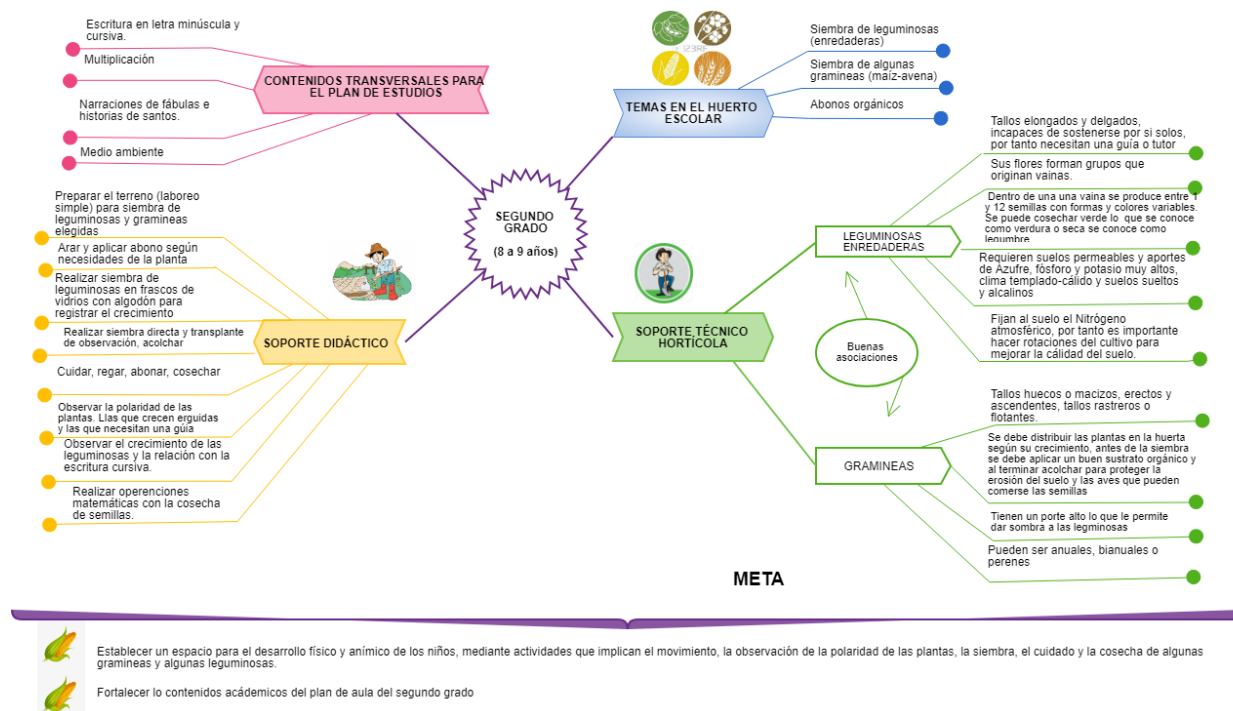 Escritura en letra minúscula y
cursiva.
Multiplicación
Narraciones de fábulas e
historias de santos.
Medio ambiente
CONTENIDOS TRANSVERSALES PARA
EL PLAN DE ESTUDIOS
123RF
TEMAS EN EL HUERTO
ESCOLAR
Siembra de leguminosas
(enredaderas)
Siembra de algunas
gramineas (maíz-avena)
Abonos orgánicos
SEGUNDO
GRADO
(8 a 9 años)
Preparar el terreno (laboreo
simple) para siembra de
leguminosas y gramineas
elegidas
Arar y aplicar abono según
necesidades de la planta
Realizar siembra de
leguminosas en frascos de
vidrios con algodón para
registrar el crecimiento
Realizar siembra directa y transplante
de observación, acolchar
Cuidar, regar, abonar, cosechar
Observar la polaridad de las
plantas. Llas que crecen erguidas
y las que necesitan una gúia
Observar el crecimiento de las
leguminosas y la relación con la
escritura cursiva.
Realizar operenciones
matemáticas con la cosecha
de semillas.
SOPORTE DIDÁCTICO
SOPORTE TÉCNICO
HORTÍCOLA
LEGUMINOSAS
ENREDADERAS
Tallos elongados y delgados,
incapaces de sostenerse por si solos,
por tanto necesitan una guía o tutor
Sus flores forman grupos que
originan vainas.
Dentro de una una vaina se produce entre 1
y 12 semillas con formas y colores variables.
Se puede cosechar verde lo que se conoce
como verdura o seca se conoce como
legumbre
Requieren suelos permeables y aportes
de Azufre, fósforo y potasio muy altos,
clima templado-cálido y suelos sueltos
y alcalinos
Fijan al suelo el Nitrógeno
atmosférico, por tanto es importante
hacer rotaciones del cultivo para
mejorar la cálidad del suelo.
Buenas
asociaciones
GRAMINEAS
Tallos huecos o macizos, erectos y
ascendentes, tallos rastreros o
flotantes.
Se debe distribuir las plantas en la huerta
según su crecimiento, antes de la siembra
se debe aplicar un buen sustrato orgánico y
al terminar acolchar para proteger la
erosión del suelo y las aves que pueden
comerse las semillas
Tienen un porte alto lo que le permite
dar sombra a las legminosas
Pueden ser anuales, bianuales o
perenes
META
Establecer un espacio para el desarrollo físico y anímico de los niños, mediante actividades que implican el movimiento, la observación de la polaridad de las plantas, la siembra, el cuidado y la cosecha de algunas
gramineas y algunas leguminosas.
Fortalecer lo contenidos acádemicos del plan de aula del segundo grado